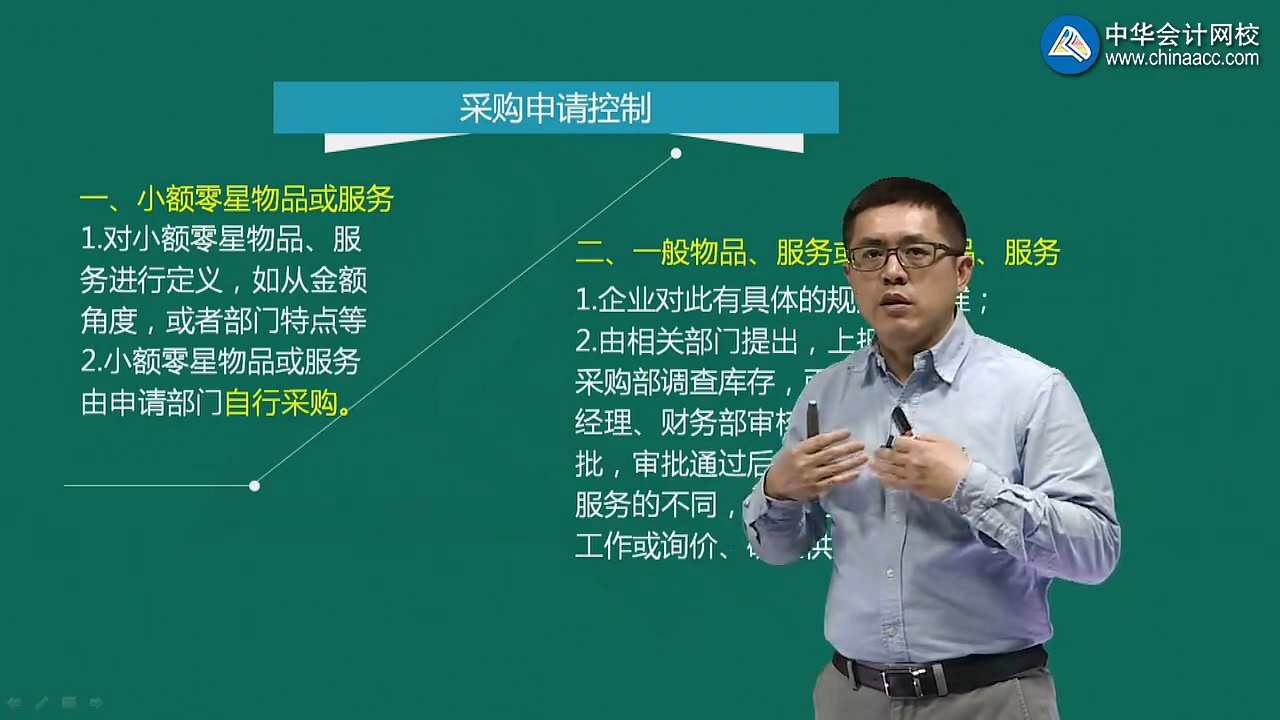 中华会计网校
www.chinaacc.com
采购申请控制
一、小额零星物品或服务
1.对小额零星物品、服
务进行定义，如从金额
角度，或者部门特点等
2.小额零星物品或服务
由申请部门自行采购。
二、一般物品、服务或 品、服务
1.企业对此有具体的规 ；
2.由相关部门提出，上报
采购部调查库存，
经理、财务部审核
批，审批通过后
服务的不同，
工作或询价、 供